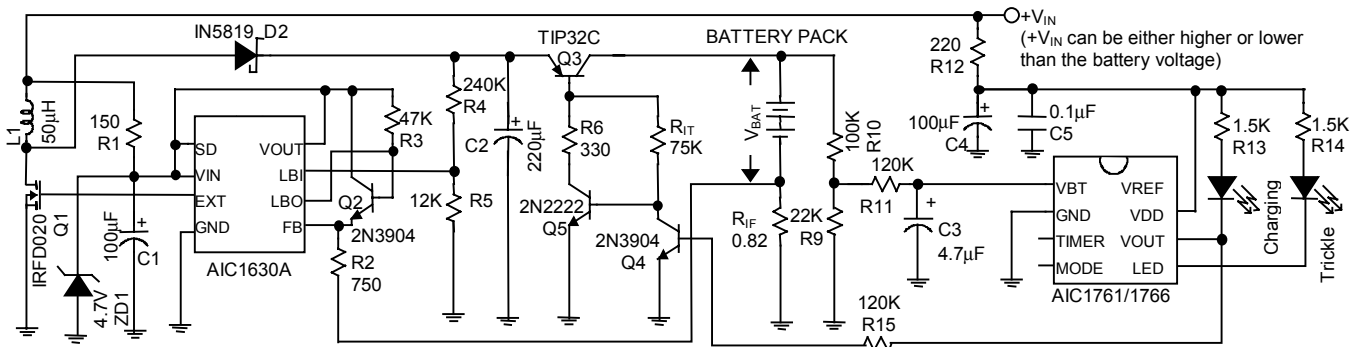 +VIN
(+VIN can be either higher or lower
than the battery voltage)
IN5819 D2
TIP32C
Q3
BATTERY PACK
220
R12
L1
50µH
150
R1
47K
R3
240K
R4
C2
220µF
R6
330
RIT
75K
VBAT
100K
R10
100µF
C4
0.1µF
C5
1.5K
R13
1.5K
R14
SD
VIN
EXT
GND
VOUT
LBI
LBO
FB
AIC1630A
IRFD020
Q1
100µF
C1
4.7V
ZD1
Q2
2N3904
R2
750
12K
R5
2N2222
Q5
2N3904
Q4
RIF
0.82
22K
R9
120K
R11
C3
4.7µF
VBT
GND
TIMER
MODE
VREF
VDD
VOUT
LED
AIC1761/1766
Charging
Trickle
120K
R15